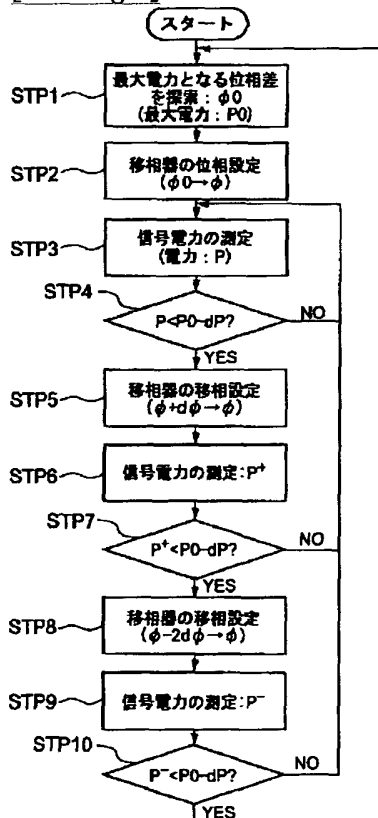 スタート
STP1
最大電力となる位相差
を探索：φ0
(最大電力：P0)
STP2
移相器の位相設定
(φ0→φ)
STP3
信号電力の測定
(電力：P)
STP4
P<P0-dP?
NO
YES
STP5
移相器の移相設定
(φ+dφ→φ)
STP6
信号電力の測定:P⁺
STP7
P⁺<P0-dP?
NO
YES
STP8
移相器の移相設定
(φ-2dφ→φ)
STP9
信号電力の測定:P⁻
STP10
P⁻<P0-dP?
NO
YES